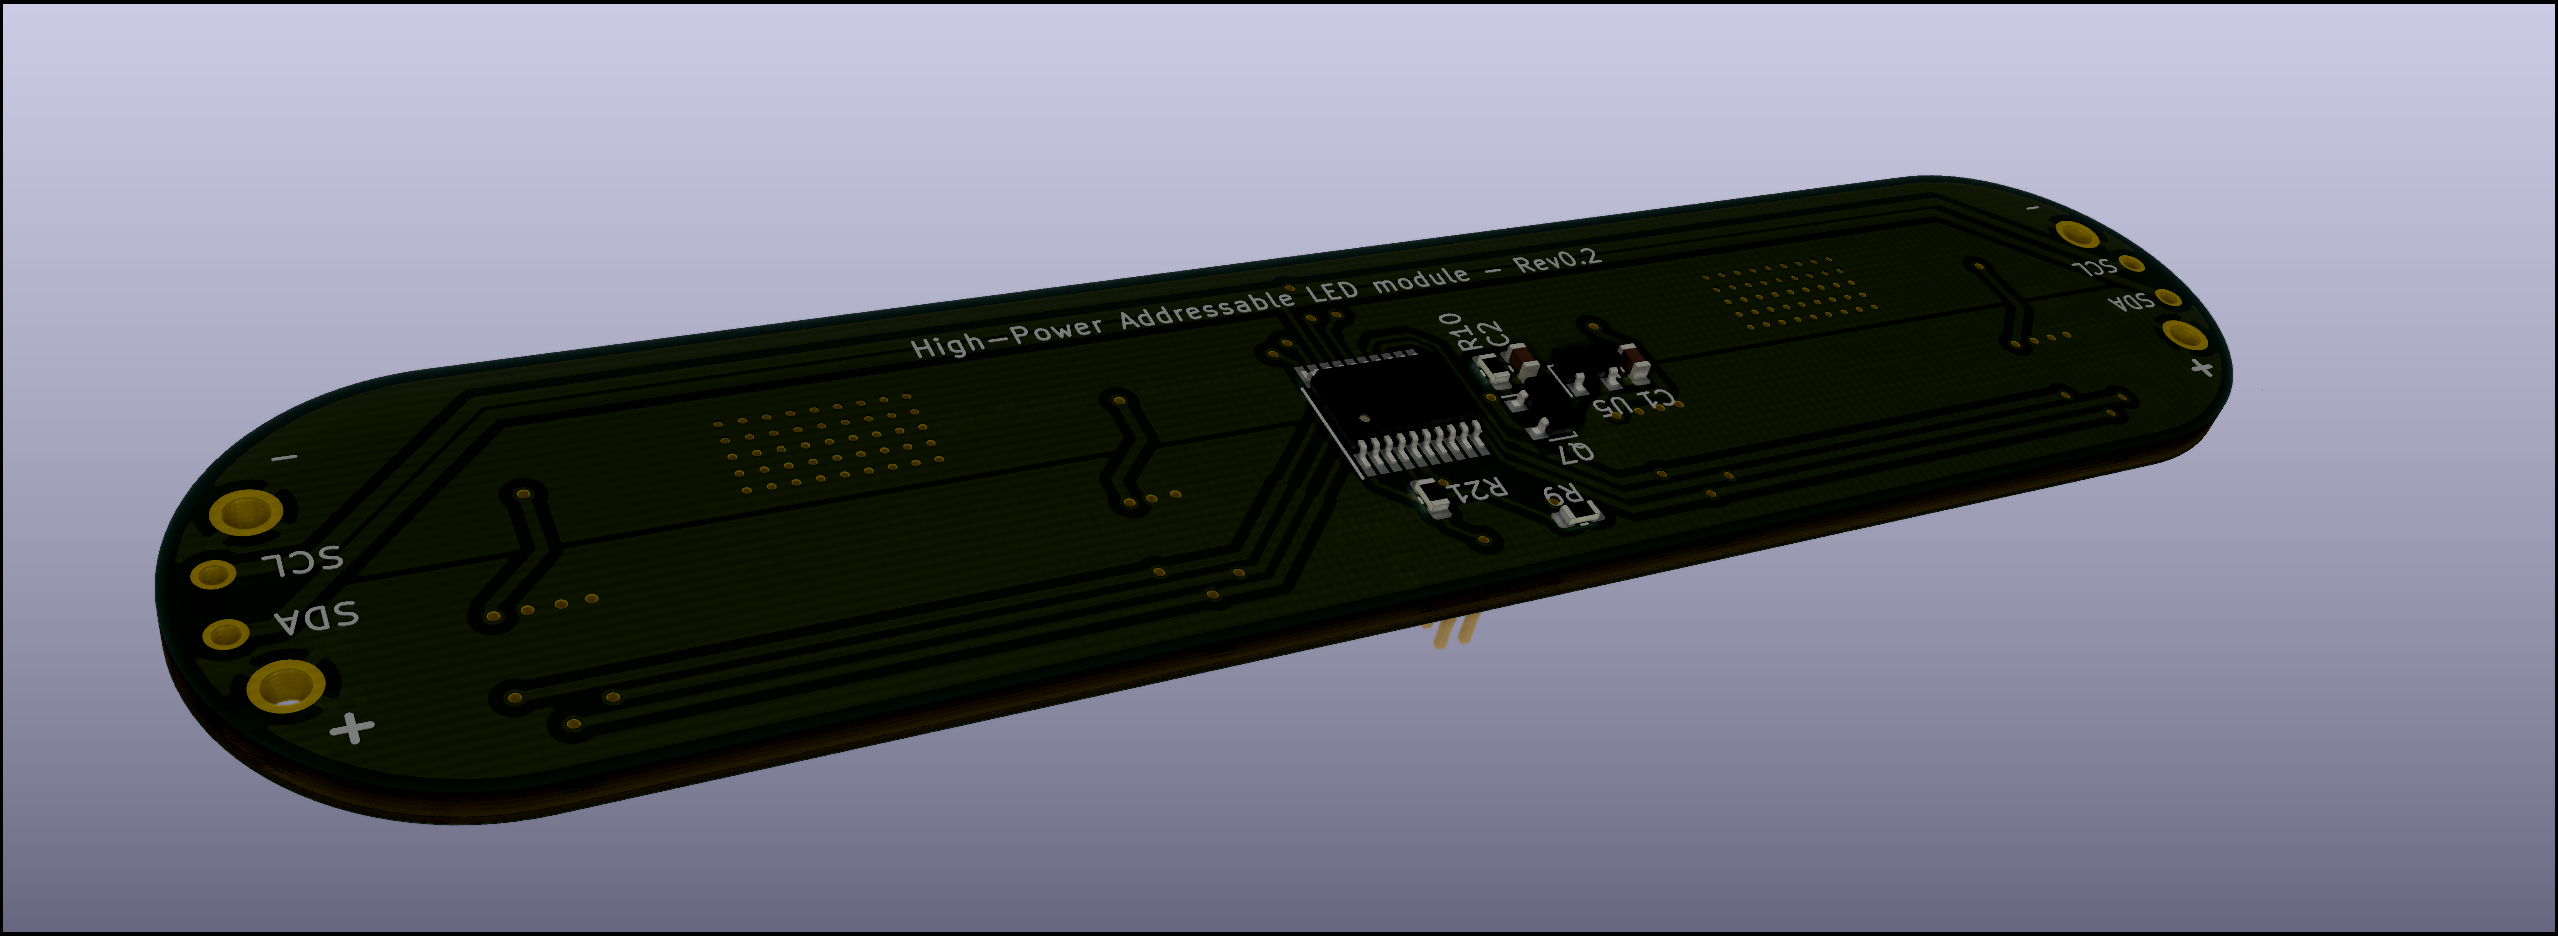 High-Power Addressable LED module - Rev0.2
-
SCL
SDA
+
R10
C2
C1
U5
Q7
R21
R9
-
SCL
SDA
+